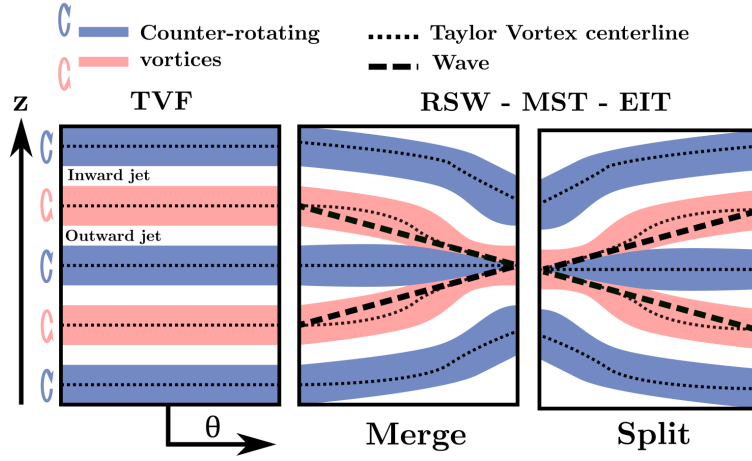 Counter-rotating
vortices
Taylor Vortex centerline
Wave
z
TVF
RSW - MST - EIT
Inward jet
Outward jet
θ
Merge
Split